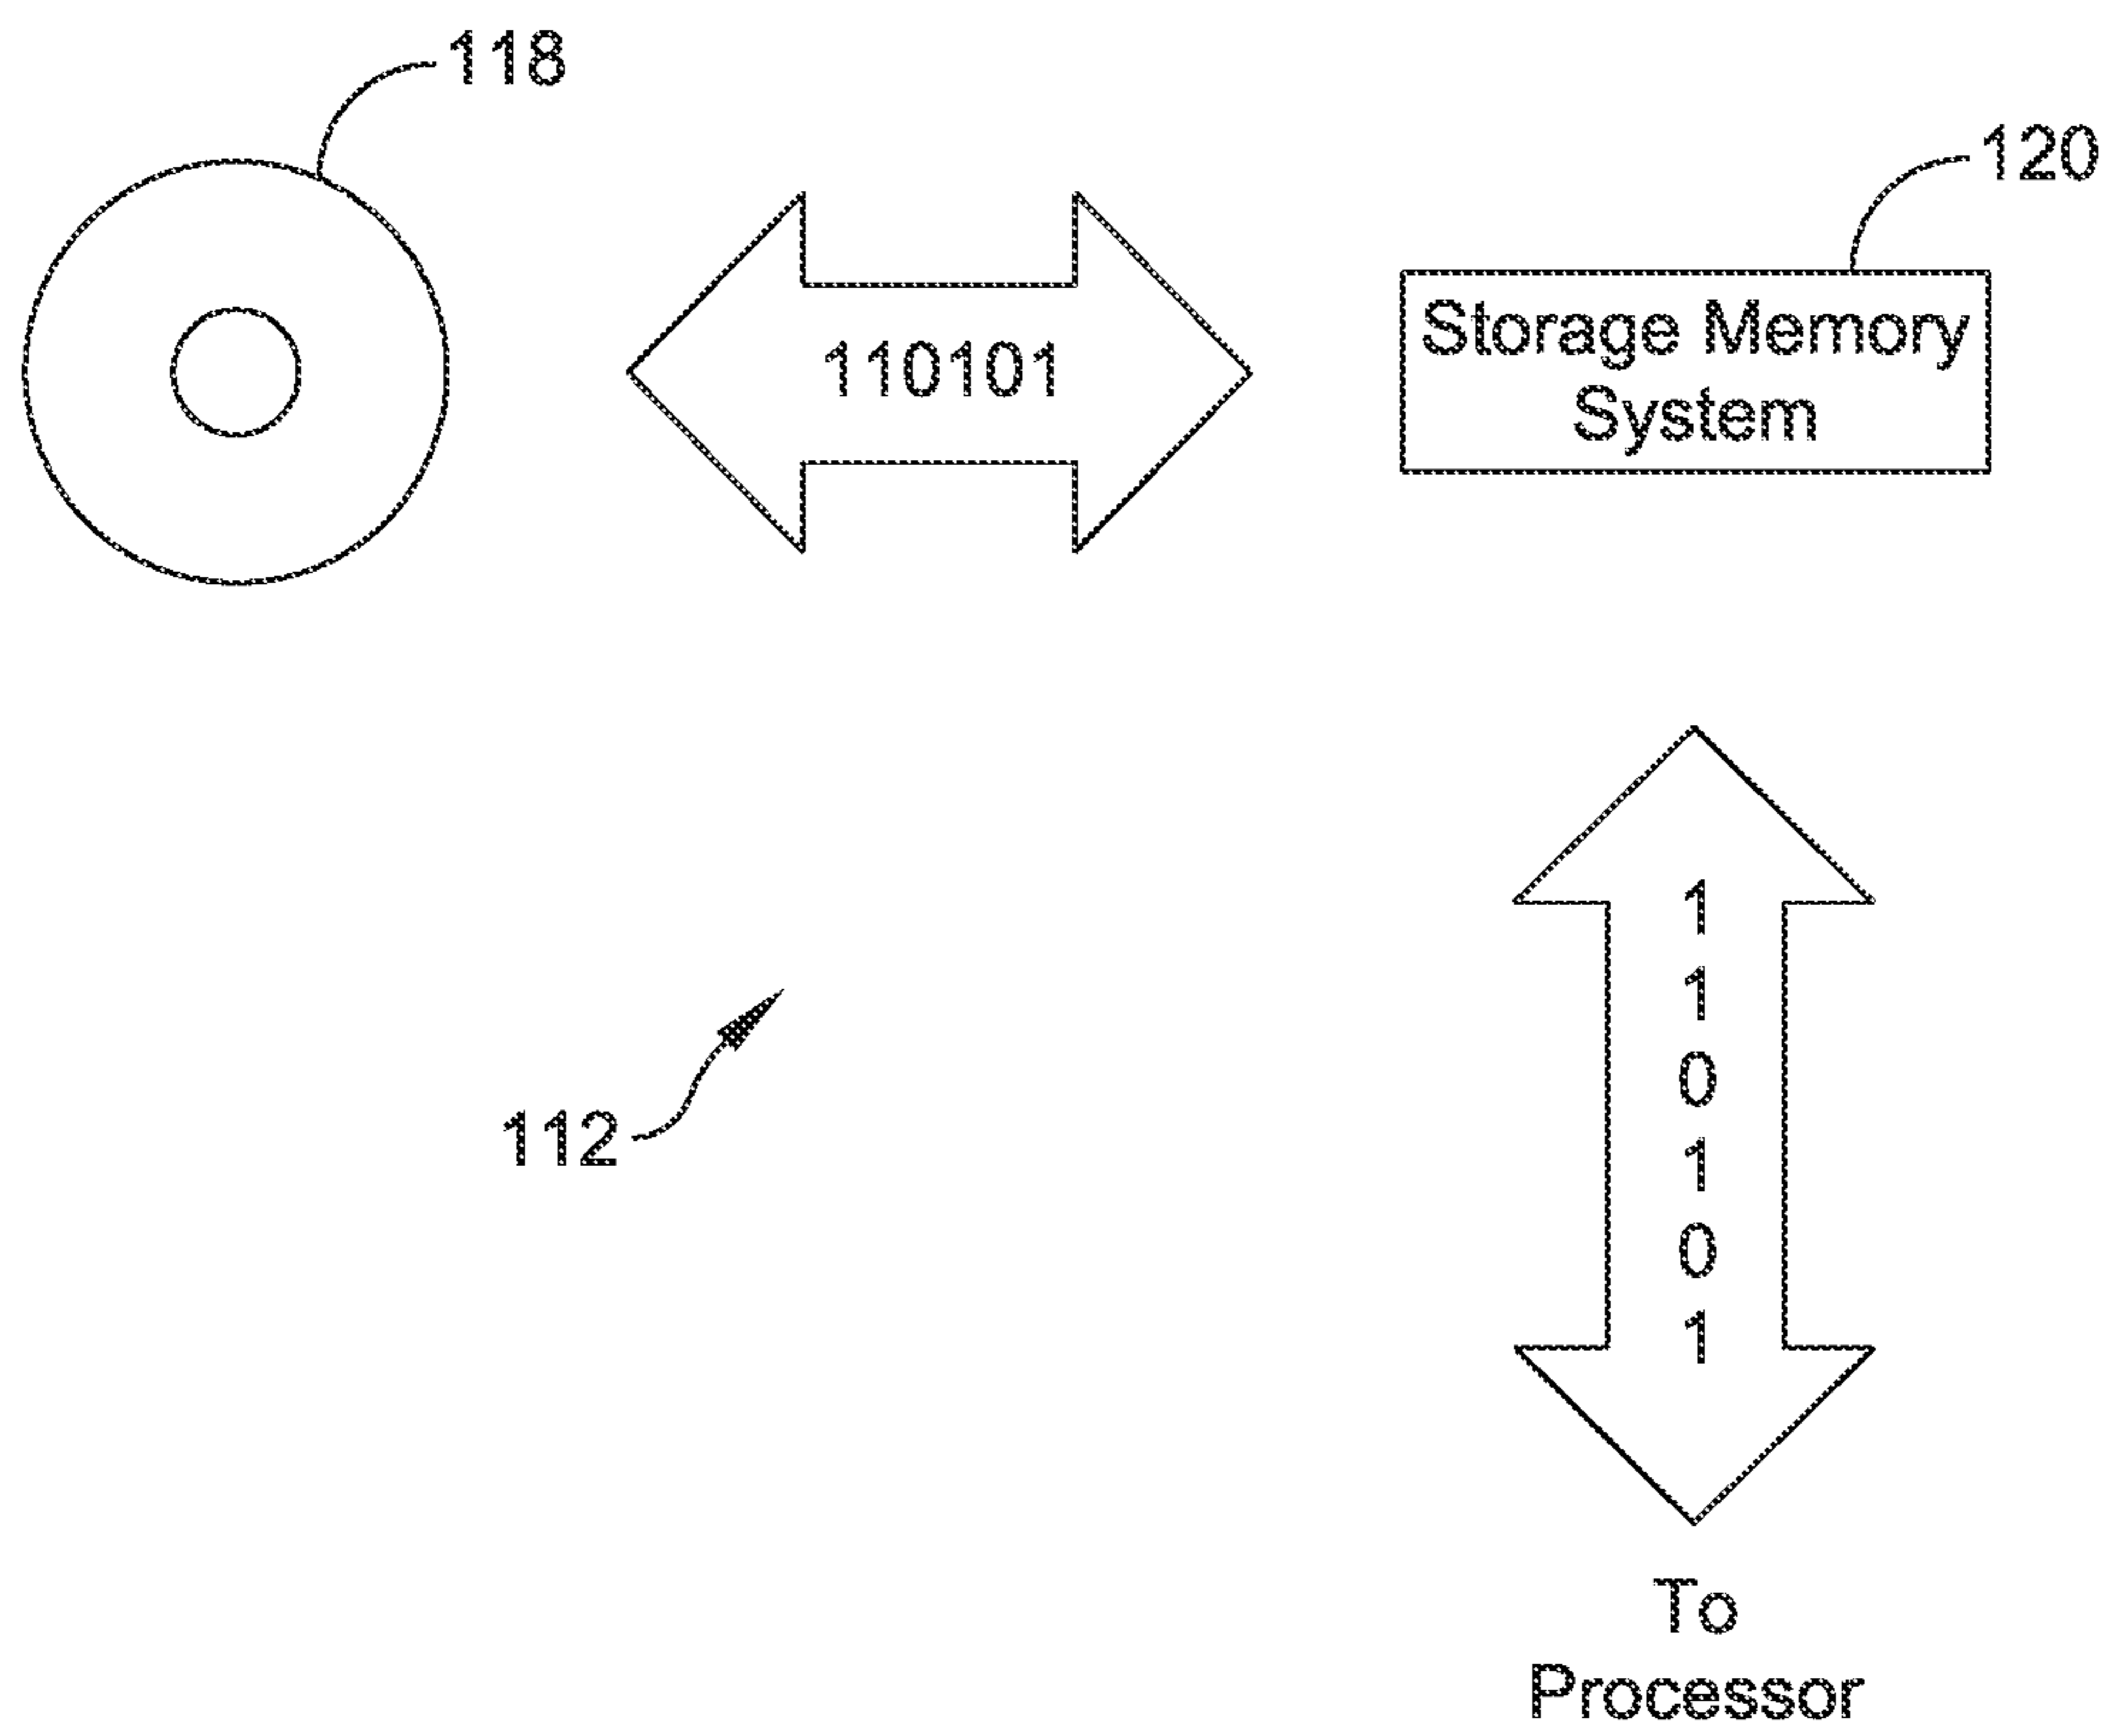 118
120
110101
Storage Memory
System
1
1
0
1
0
1
112
To
Processor